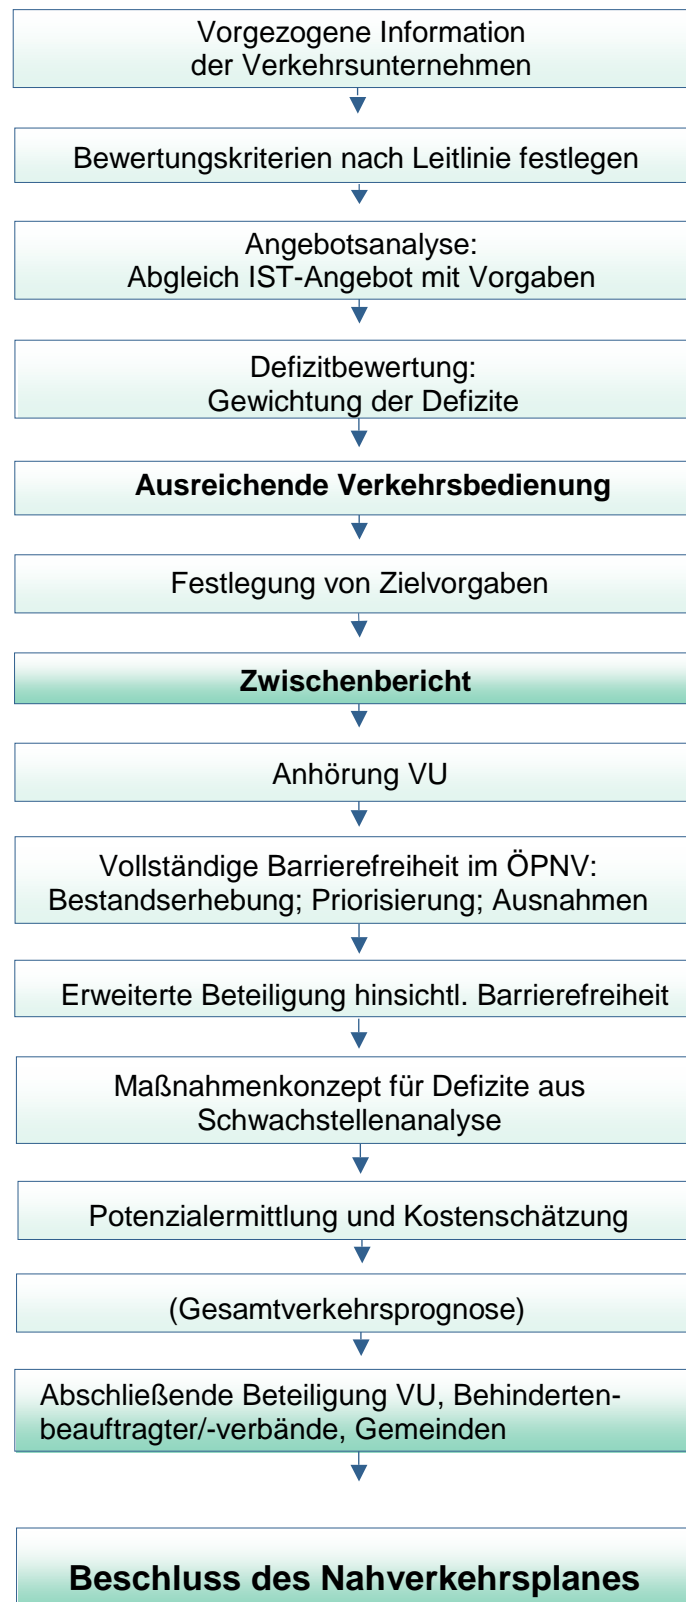 Vorgezogene Information
der Verkehrsunternehmen
Bewertungskriterien nach Leitlinie festlegen
Angebotsanalyse:
Abgleich IST-Angebot mit Vorgaben
Defizitbewertung:
Gewichtung der Defizite
Ausreichende Verkehrsbedienung
Festlegung von Zielvorgaben
Zwischenbericht
Anhörung VU
Vollständige Barrierefreiheit im ÖPNV:
Bestandserhebung; Priorisierung; Ausnahmen
Erweiterte Beteiligung hinsichtl. Barrierefreiheit
Maßnahmenkonzept für Defizite aus
Schwachstellenanalyse
Potenzialermittlung und Kostenschätzung
(Gesamtverkehrsprognose)
Abschließende Beteiligung VU, Behinderten-
beauftragter/-verbände, Gemeinden
Beschluss des Nahverkehrsplanes